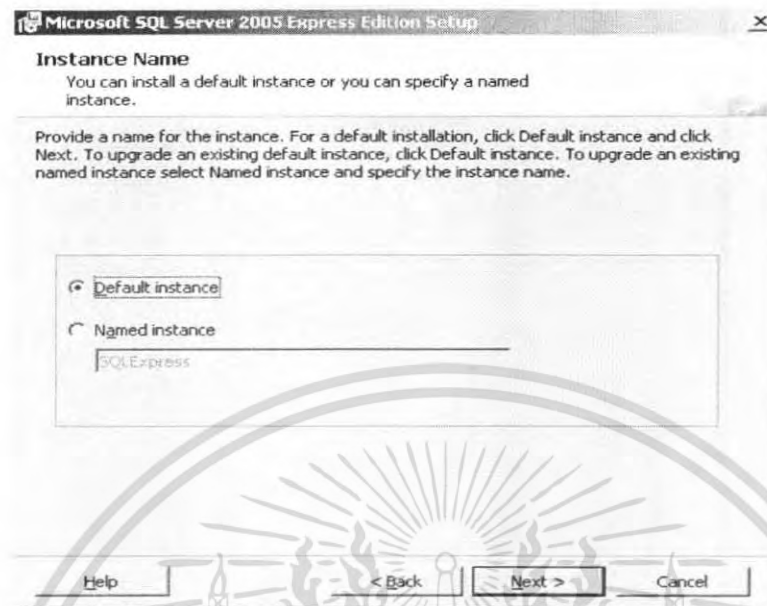 Microsoft SQL Server 2005 Express Edition Setup
Instance Name
You can install a default instance or you can specify a named
instance.
Provide a name for the instance. For a default installation, click Default instance and click
Next. To upgrade an existing default instance, click Default instance. To upgrade an existing
named instance select Named instance and specify the instance name.
Default instance
Named instance
SQLExpress
Help
< Back
Next >
Cancel